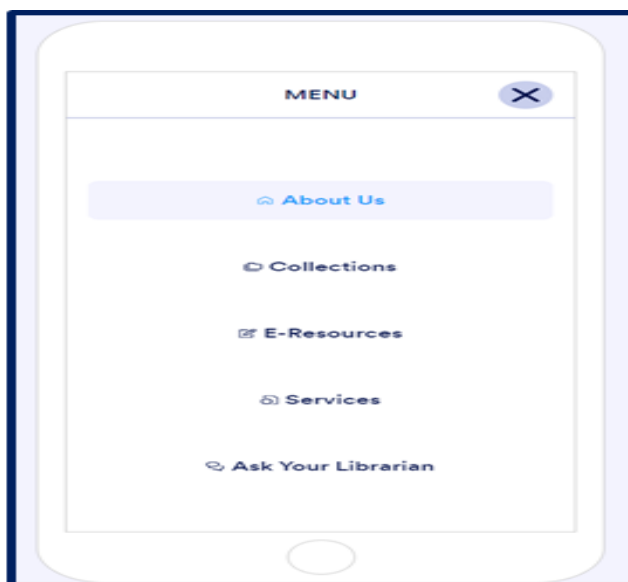 MENU
About Us
Collections
E-Resources
Services
Ask Your Librarian